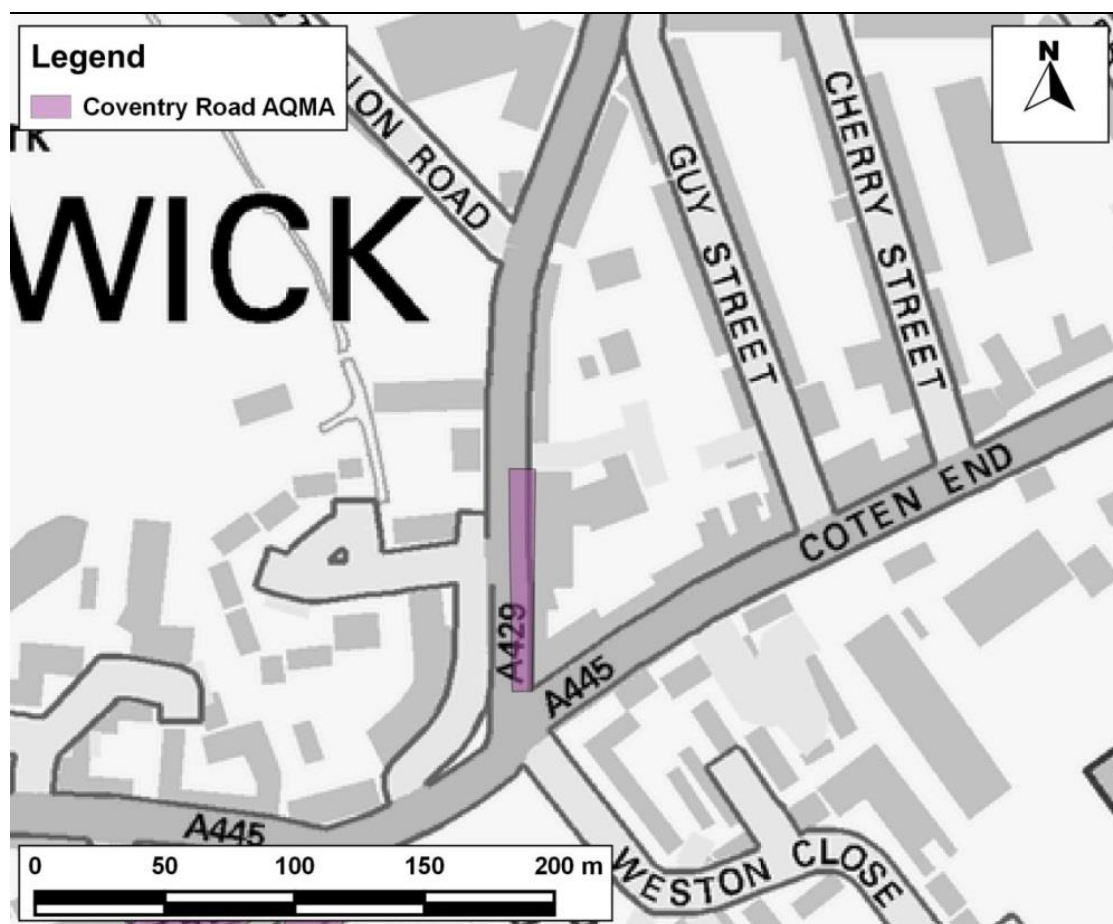 Legend
Coventry Road AQMA
N
ION ROAD
WICK
GUY STREET
CHERRY STREET
COTEN END
A429
A445
A445
WESTON CLOSE
0 50 100 150 200 m